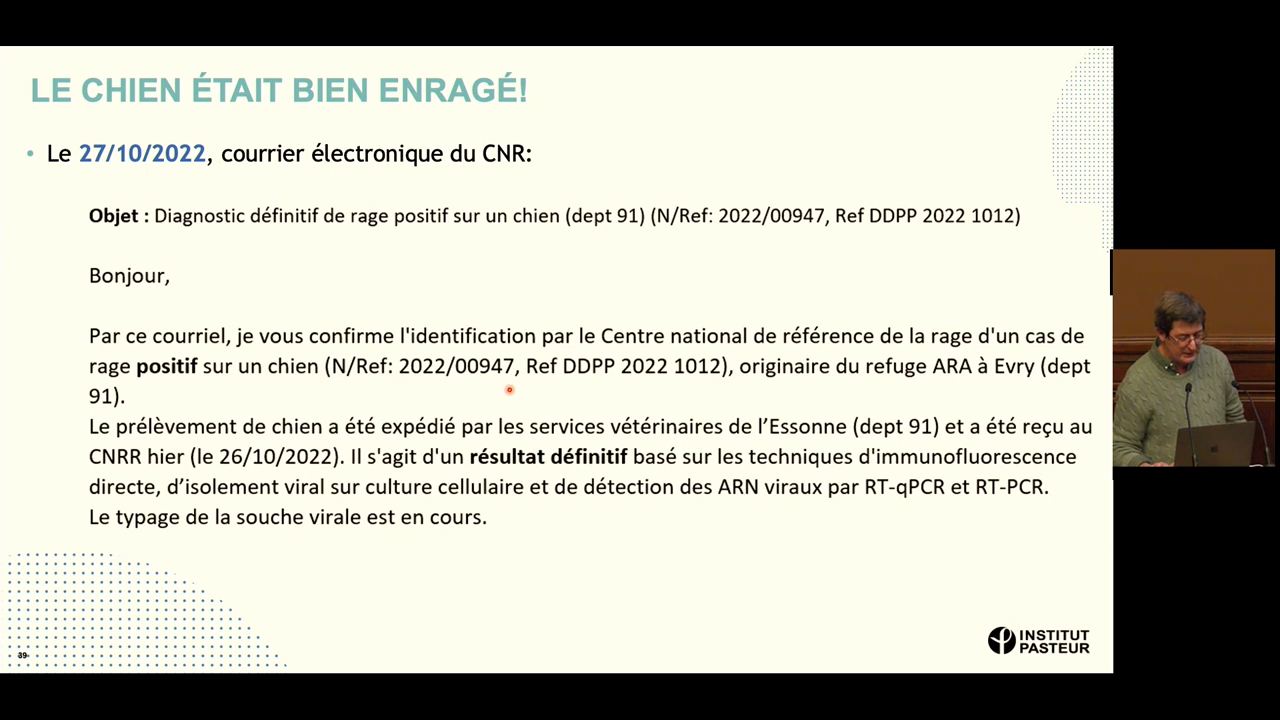 LE CHIEN ÉTAIT BIEN ENRAGÉ!
• Le 27/10/2022, courrier électronique du CNR:
Objet : Diagnostic définitif de rage positif sur un chien (dept 91) (N/Ref: 2022/00947, Ref DDPP 2022 1012)
Bonjour,
Par ce courriel, je vous confirme l'identification par le Centre national de référence de la rage d'un cas de
rage positif sur un chien (N/Ref: 2022/00947, Ref DDPP 2022 1012), originaire du refuge ARA à Evry (dept
91).
Le prélèvement de chien a été expédié par les services vétérinaires de l’Essonne (dept 91) et a été reçu au
CNRR hier (le 26/10/2022). Il s'agit d'un résultat définitif basé sur les techniques d'immunofluorescence
directe, d’isolement viral sur culture cellulaire et de détection des ARN viraux par RT-qPCR et RT-PCR.
Le typage de la souche virale est en cours.
39
INSTITUT
PASTEUR